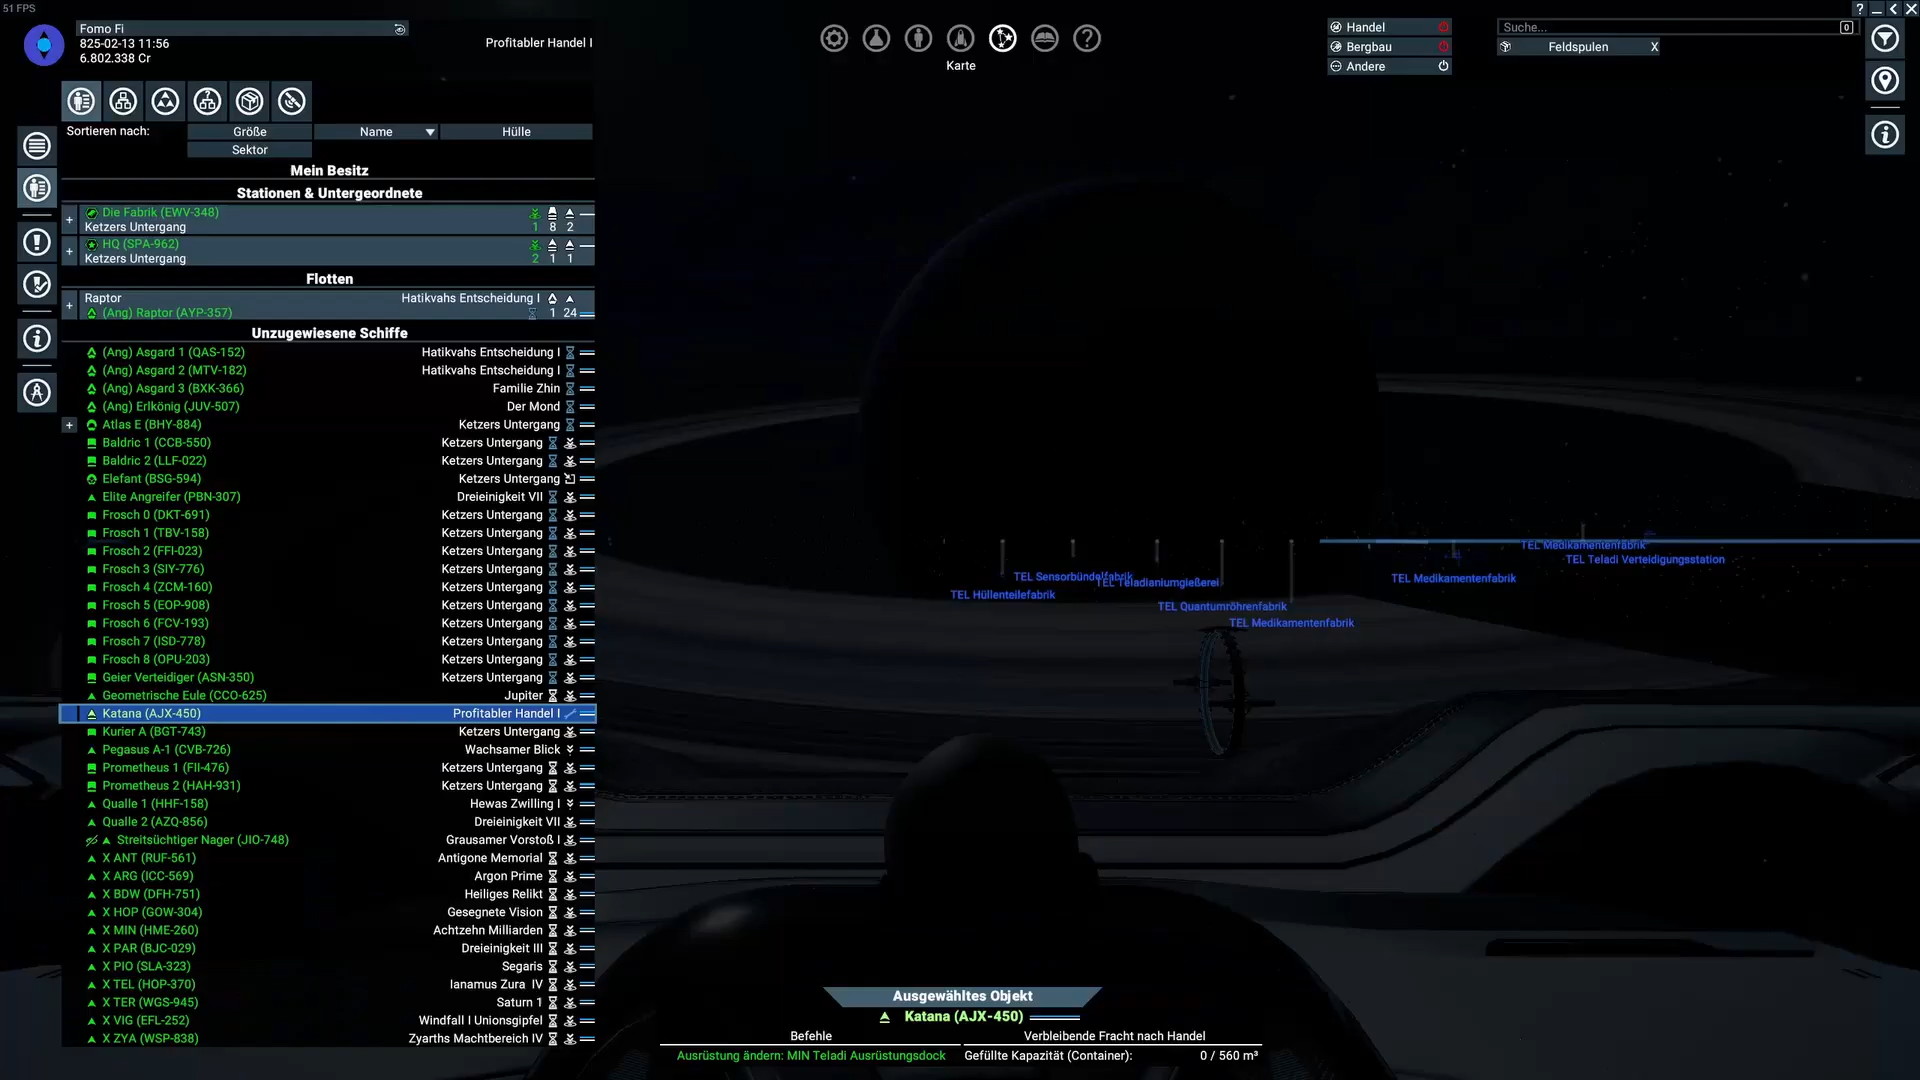 51 FPS
Fomo Fi
825-02-13 11:56
6.802.338 Cr
Profitabler Handel I
Karte
Handel
Bergbau
Andere
Suche...
0
Feldspulen X
Sortieren nach:
Größe Name Hülle
Sektor
Mein Besitz
Stationen & Untergeordnete
Die Fabrik (EWV-348)
Ketzers Untergang 1 8 2
HQ (SPA-962)
Ketzers Untergang 2 1 1
Flotten
Raptor Hatikvahs Entscheidung I
(Ang) Raptor (AYP-357) 1 24
Unzugewiesene Schiffe
(Ang) Asgard 1 (QAS-152) Hatikvahs Entscheidung I
(Ang) Asgard 2 (MTV-182) Hatikvahs Entscheidung I
(Ang) Asgard 3 (BXK-366) Familie Zhin
(Ang) Erlkönig (JUV-507) Der Mond
Atlas E (BHY-884) Ketzers Untergang
Baldric 1 (CCB-550) Ketzers Untergang
Baldric 2 (LLF-022) Ketzers Untergang
Elefant (BSG-594) Ketzers Untergang
Elite Angreifer (PBN-307) Dreieinigkeit VII
Frosch 0 (DKT-691) Ketzers Untergang
Frosch 1 (TBV-158) Ketzers Untergang
Frosch 2 (FFI-023) Ketzers Untergang
Frosch 3 (SIY-776) Ketzers Untergang
Frosch 4 (ZCM-160) Ketzers Untergang
Frosch 5 (EOP-908) Ketzers Untergang
Frosch 6 (FCV-193) Ketzers Untergang
Frosch 7 (ISD-778) Ketzers Untergang
Frosch 8 (OPU-203) Ketzers Untergang
Geier Verteidiger (ASN-350) Ketzers Untergang
Geometrische Eule (CCO-625) Jupiter
Katana (AJX-450) Profitabler Handel I
Kurier A (BGT-743) Ketzers Untergang
Pegasus A-1 (CVB-726) Wachsamer Blick
Prometheus 1 (FII-476) Ketzers Untergang
Prometheus 2 (HAH-931) Ketzers Untergang
Qualle 1 (HHF-158) Hewas Zwilling I
Qualle 2 (AZQ-856) Dreieinigkeit VII
Streitsüchtiger Nager (JIO-748) Grausamer Vorstoß I
X ANT (RUF-561) Antigone Memorial
X ARG (ICC-569) Argon Prime
X BDW (DFH-751) Heiliges Relikt
X HOP (GOW-304) Gesegnete Vision
X MIN (HME-260) Achtzehn Milliarden
X PAR (BJC-029) Dreieinigkeit III
X PIO (SLA-323) Segaris
X TEL (HOP-370) Ianamus Zura IV
X TER (WGS-945) Saturn 1
X VIG (EFL-252) Windfall I Unionsgipfel
X ZYA (WSP-838) Zyarths Machtbereich IV
TEL Medikamentenfabrik
TEL Teladi Verteidigungsstation
TEL Sensorbündelfabrik
TEL Teladianiumgießerei
TEL Medikamentenfabrik
TEL Hüllenteilefabrik
TEL Quantumröhrenfabrik
TEL Medikamentenfabrik
Ausgewähltes Objekt
Katana (AJX-450)
Befehle Verbleibende Fracht nach Handel
Ausrüstung ändern: MIN Teladi Ausrüstungsdock Gefüllte Kapazität (Container): 0 / 560 m³